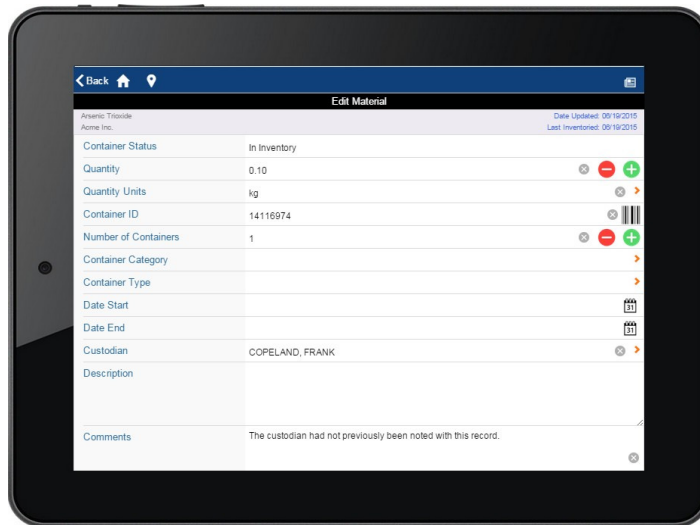 Back
Edit Material
Arsenic Trioxide
Date Updated: 06/19/2015
Acme Inc.
Last Inventoried: 06/19/2015
Container Status In Inventory
Quantity 0.10
Quantity Units kg
Container ID 14116974
Number of Containers 1
Container Category
Container Type
Date Start 31
Date End 31
Custodian COPELAND, FRANK
Description
Comments The custodian had not previously been noted with this record.